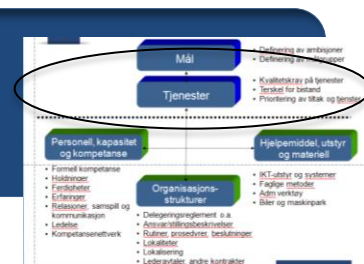 Mål
• Definering av ambisjoner
• Definering av målgrupper
Tjenester
• Kvalitetskrav på tjenester
• Terskel for bistand
• Prioritering av tiltak og tjenster
Personell, kapasitet
og kompetanse
• Formell kompetanse
• Holdninger
• Ferdigheter
• Erfaringer
• Relasjoner, samspill og
kommunikasjon
• Ledelse
• Kompetansenettverk
Organisasjons-
strukturer
• Delegeringsreglement o.a.
• Ansvar/stillingsbeskrivelser
• Rutiner, prosedyrer, beslutninger
• Lokaliteter
• Lokalisering
• Lederavtaler, andre kontrakter
Hjelpemiddel, utstyr
og materiell
• IKT-utstyr og systemer
• Faglige metoder
• Adm verktøy
• Biler og maskinpark